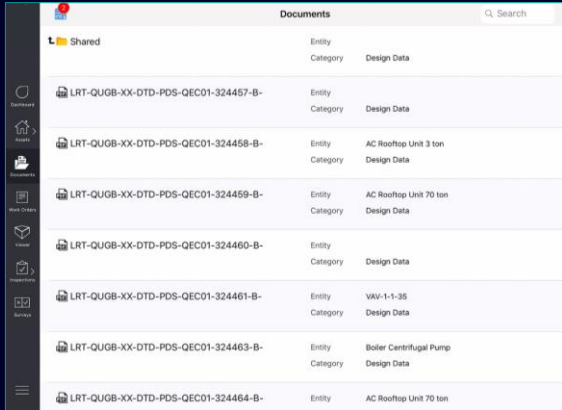 2
Documents
Search
Shared
Entity
Category Design Data
LRT-QUGB-XX-DTD-PDS-QEC01-324457-B-
Entity
Category Design Data
LRT-QUGB-XX-DTD-PDS-QEC01-324458-B-
Entity AC Rooftop Unit 3 ton
Category Design Data
LRT-QUGB-XX-DTD-PDS-QEC01-324459-B-
Entity AC Rooftop Unit 70 ton
Category Design Data
LRT-QUGB-XX-DTD-PDS-QEC01-324460-B-
Entity
Category Design Data
LRT-QUGB-XX-DTD-PDS-QEC01-324461-B-
Entity VAV-1-1-35
Category Design Data
LRT-QUGB-XX-DTD-PDS-QEC01-324463-B-
Entity Boiler Centrifugal Pump
Category Design Data
LRT-QUGB-XX-DTD-PDS-QEC01-324464-B-
Entity AC Rooftop Unit 70 ton
Dashboard
Assets
Documents
Work Orders
Viewer
Inspections
Surveys